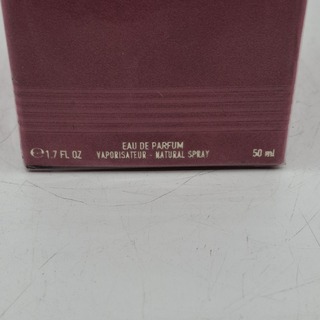 EAU DE PARFUM
℮1.7 FL OZ VAPORISATEUR - NATURAL SPRAY 50 ml